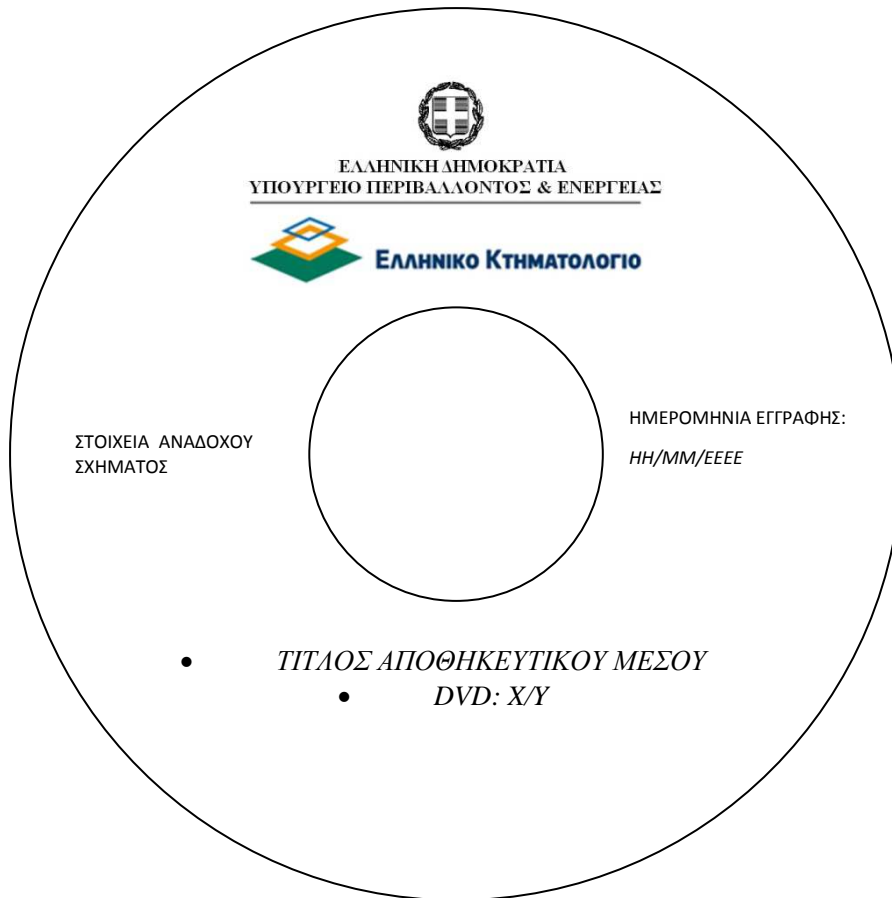 ΕΛΛΗΝΙΚΗ ΔΗΜΟΚΡΑΤΙΑ
ΥΠΟΥΡΓΕΙΟ ΠΕΡΙΒΑΛΛΟΝΤΟΣ & ΕΝΕΡΓΕΙΑΣ
ΕΛΛΗΝΙΚΟ ΚΤΗΜΑΤΟΛΟΓΙΟ
ΣΤΟΙΧΕΙΑ ΑΝΑΔΟΧΟΥ
ΣΧΗΜΑΤΟΣ
ΗΜΕΡΟΜΗΝΙΑ ΕΓΓΡΑΦΗΣ:
ΗΗ/ΜΜ/ΕΕΕΕ
• ΤΙΤΛΟΣ ΑΠΟΘΗΚΕΥΤΙΚΟΥ ΜΕΣΟΥ
• DVD: X/Y